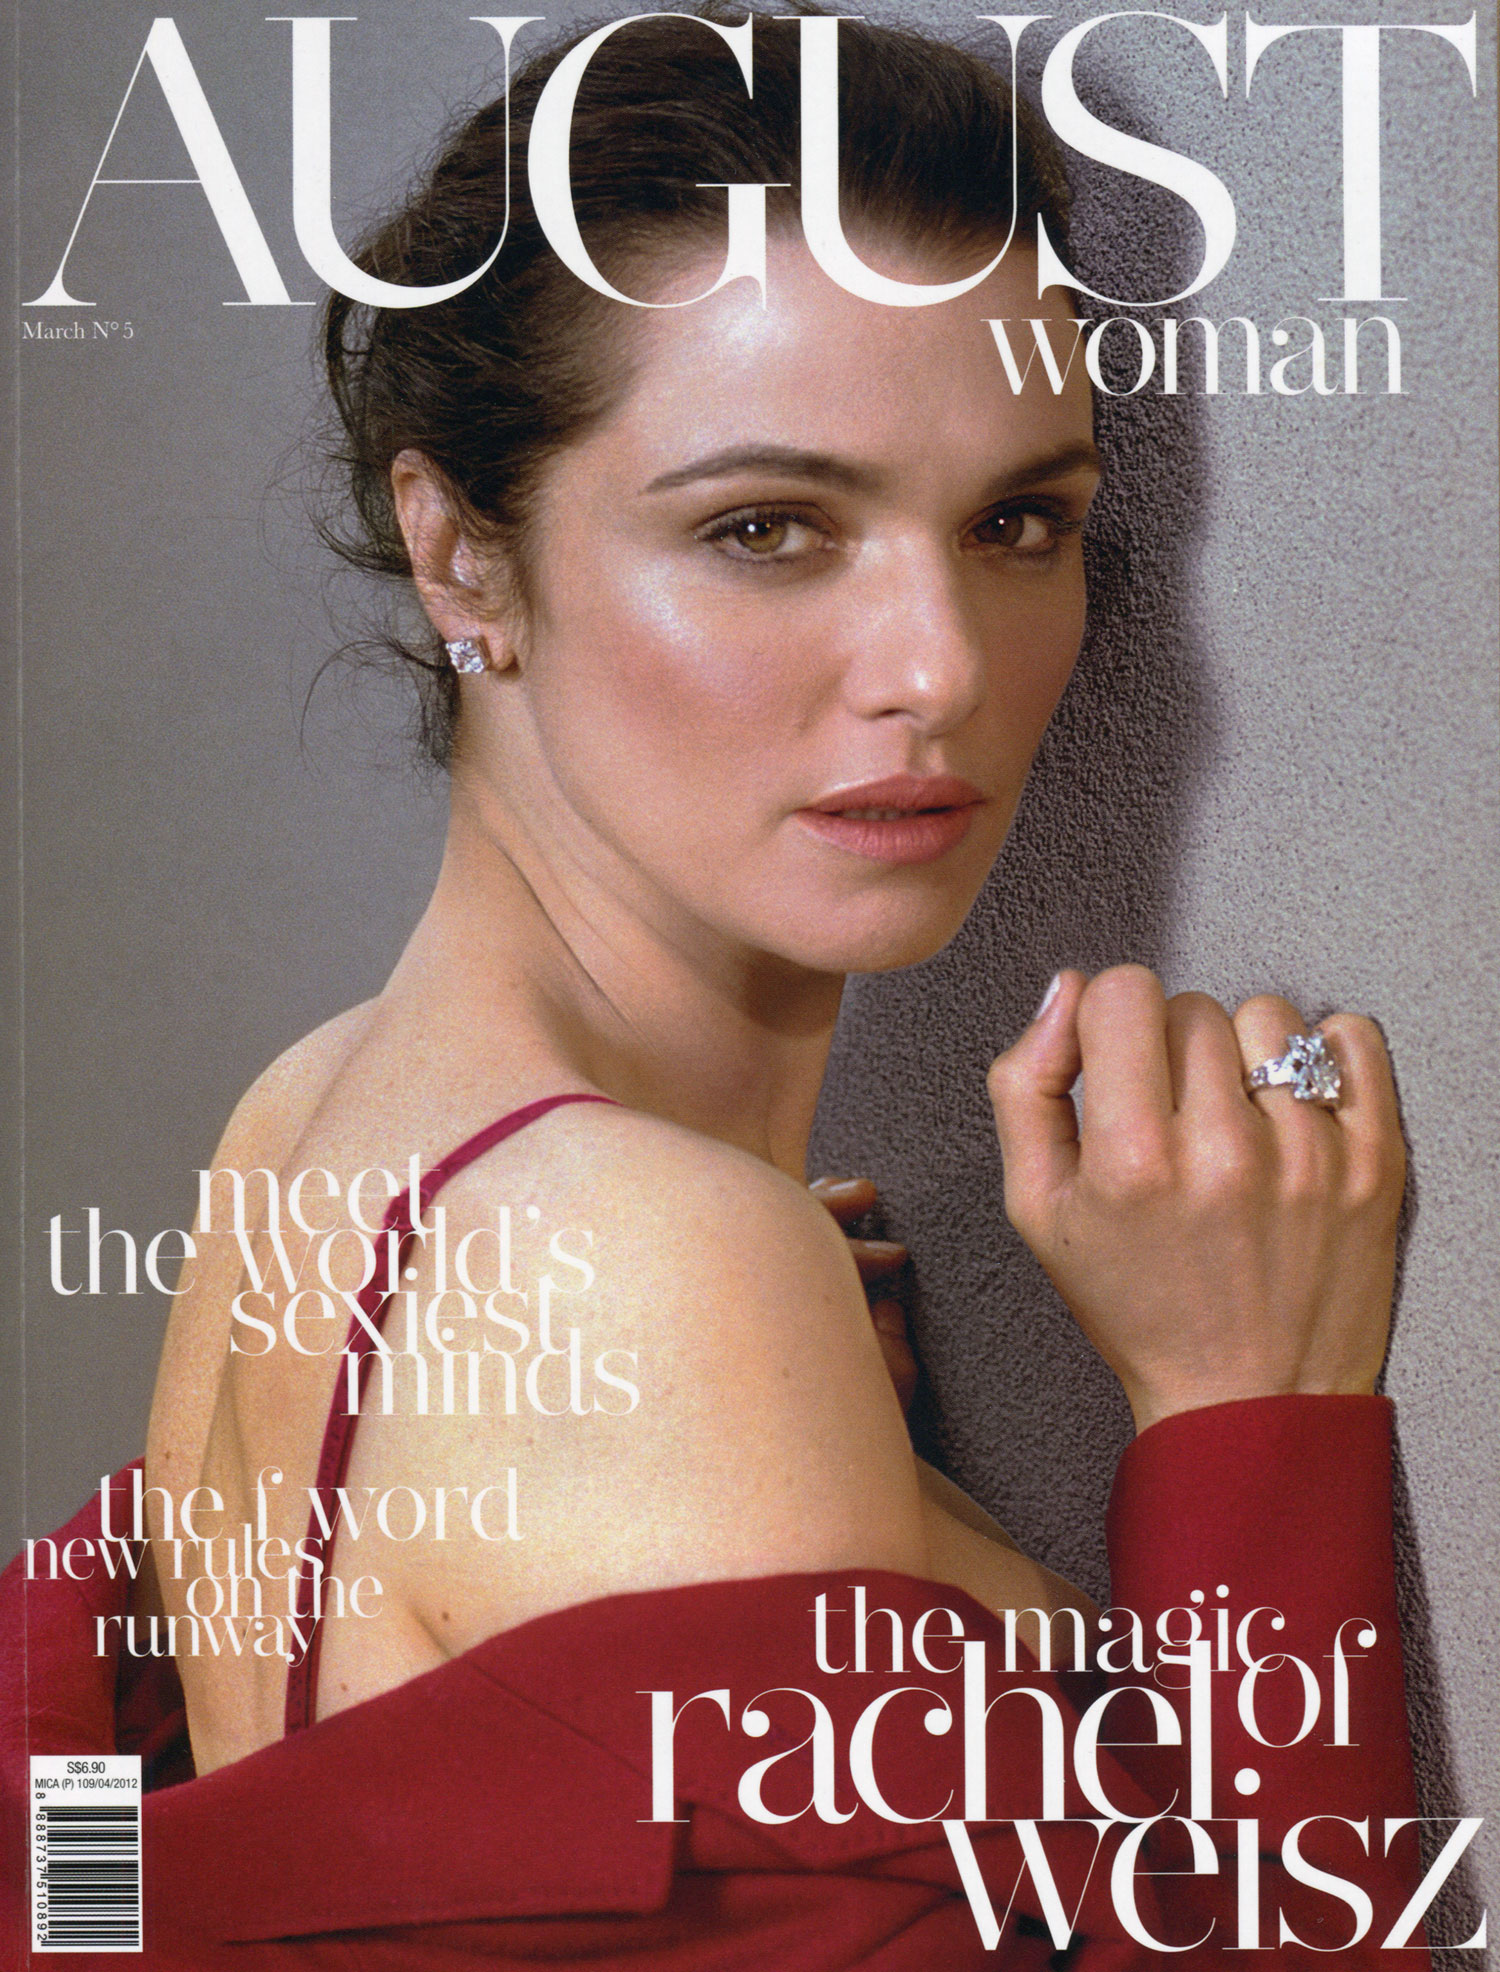 AUGUST
woman
March N° 5
meet
the world's
sexiest
minds
the f word
new rules
on the
runway
the magic
of
rachel
weisz
S$6.90
MICA (P) 109/04/2012
8 888737 510892